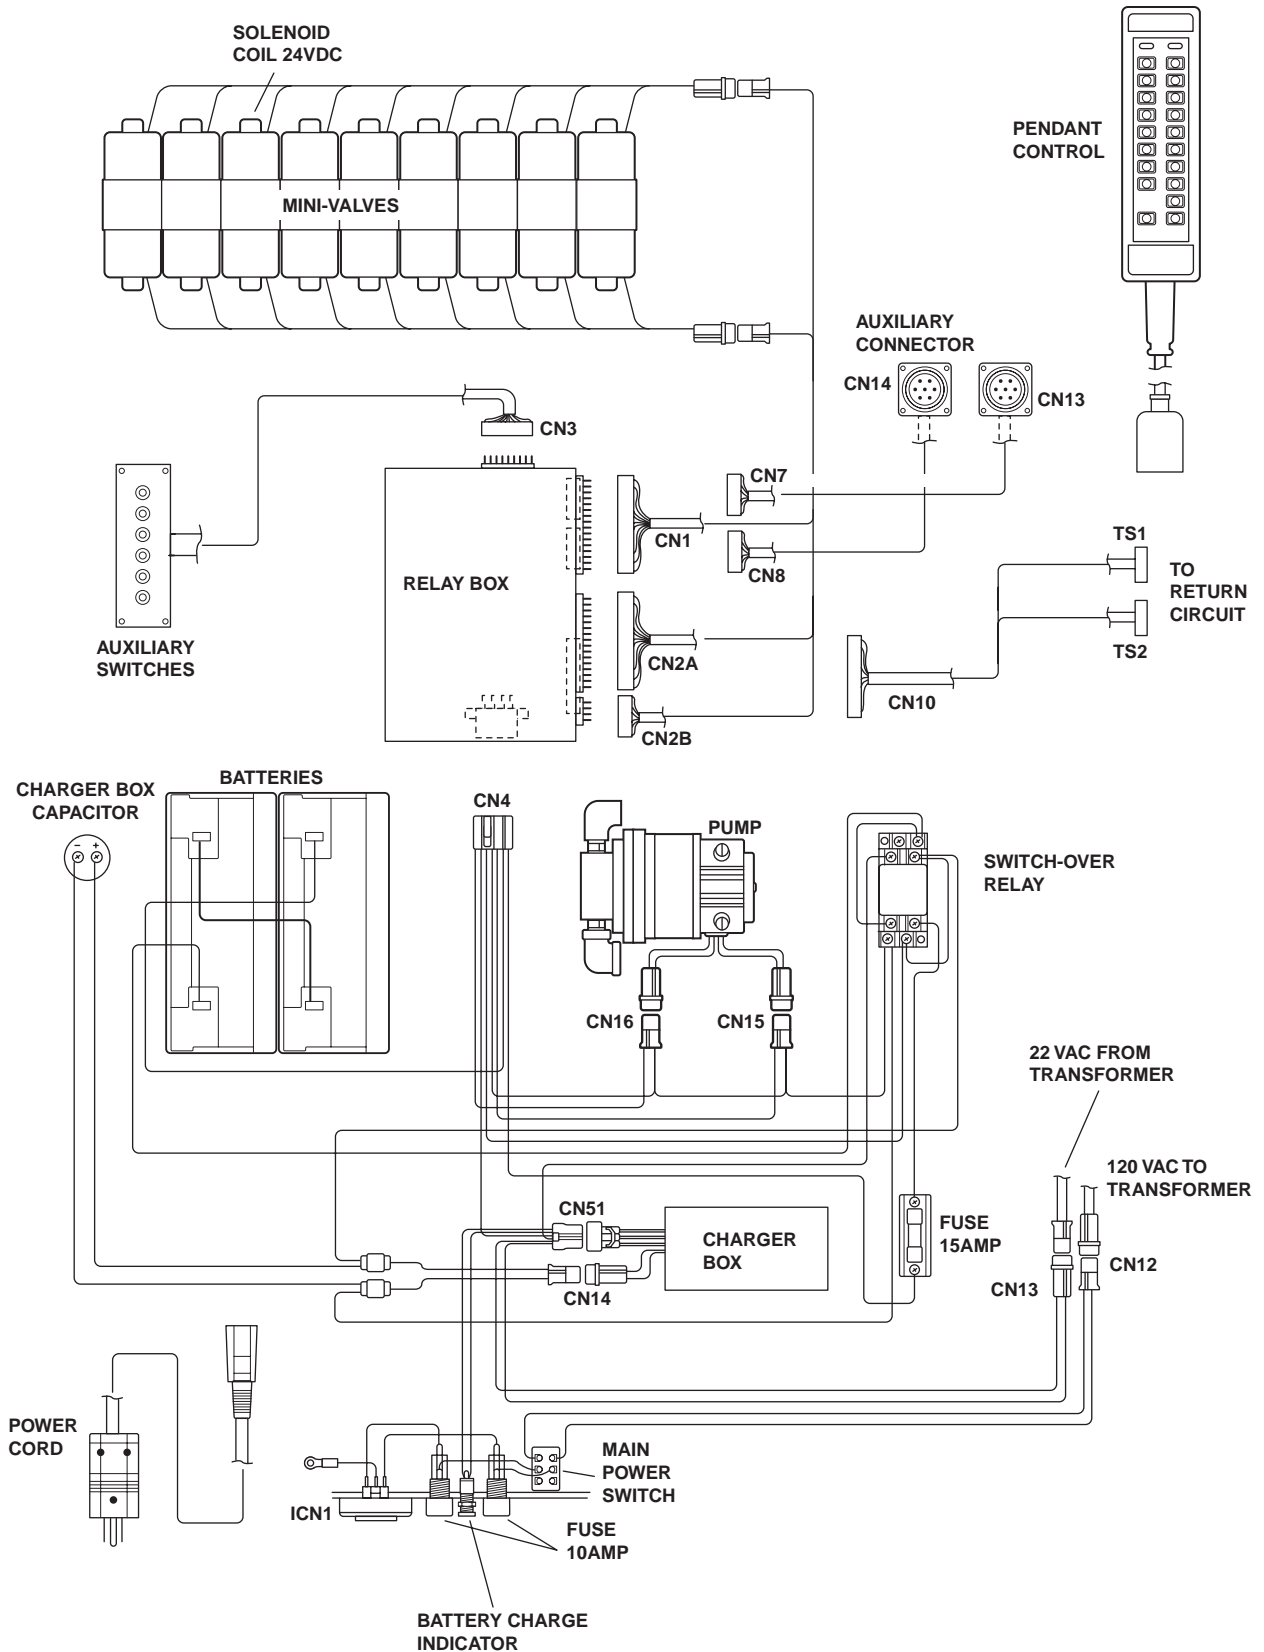 SOLENOID
COIL 24VDC
MINI-VALVES
PENDANT
CONTROL
AUXILIARY
CONNECTOR
CN14
CN13
CN3
CN7
CN1
CN8
RELAY BOX
TS1
TO
RETURN
CIRCUIT
TS2
AUXILIARY
SWITCHES
CN2A
CN10
CN2B
BATTERIES
CHARGER BOX
CAPACITOR
- +
CN4
PUMP
SWITCH-OVER
RELAY
CN16
CN15
22 VAC FROM
TRANSFORMER
120 VAC TO
TRANSFORMER
CN51
CHARGER
BOX
FUSE
15AMP
CN14
CN13
CN12
POWER
CORD
MAIN
POWER
SWITCH
ICN1
FUSE
10AMP
BATTERY CHARGE
INDICATOR